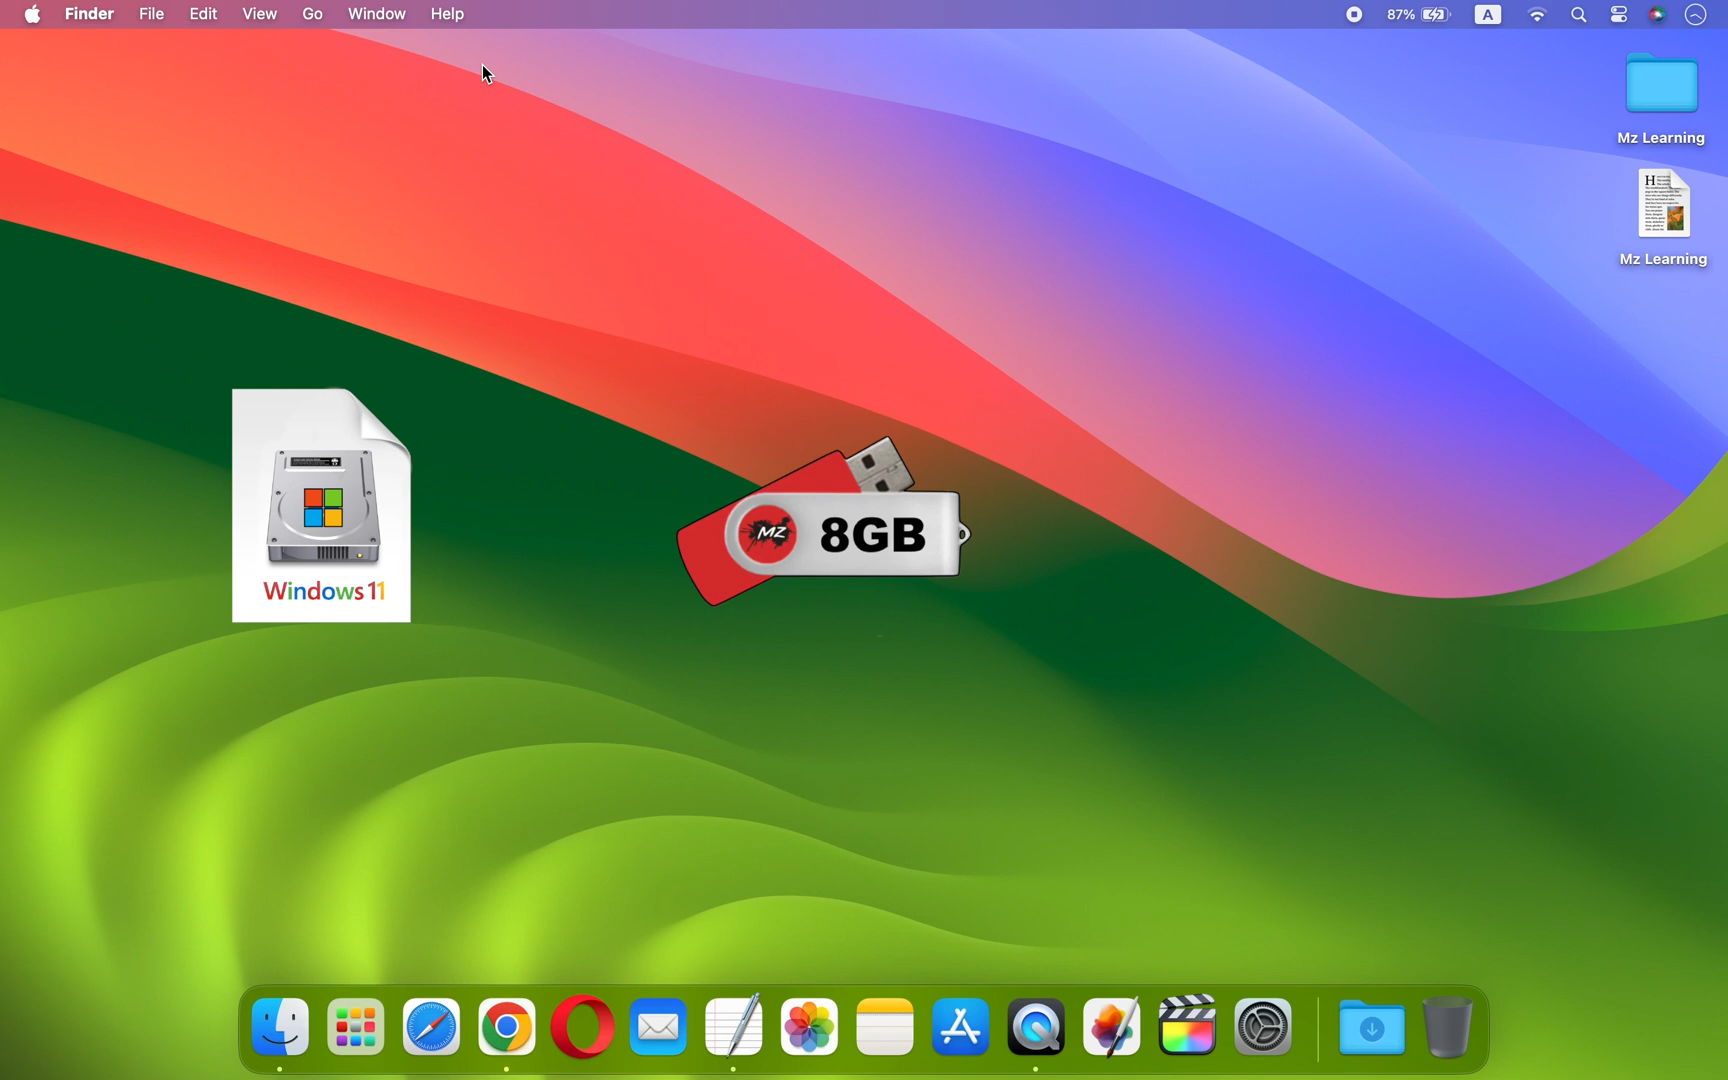 Finder File Edit View Go Window Help 87% A
Mz Learning
H
Mz Learning
Windows 11
MZ 8GB